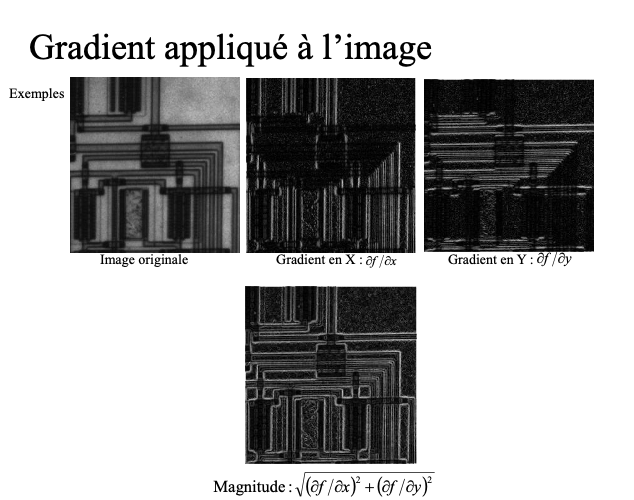 Gradient appliqué à l’image
Exemples
Image originale
Gradient en X : ∂f/∂x
Gradient en Y : ∂f/∂y
Magnitude : √(∂f/∂x)² + (∂f/∂y)²